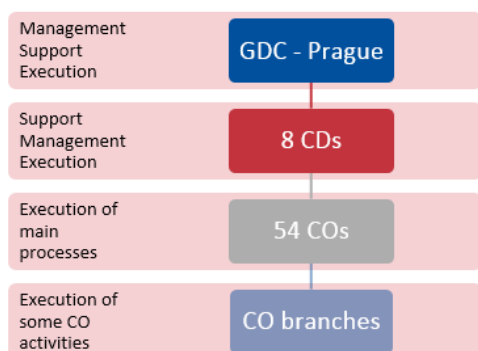 Management
Support
Execution
GDC - Prague
Support
Management
Execution
8 CDs
Execution of
main
processes
54 COs
Execution of
some CO
activities
CO branches